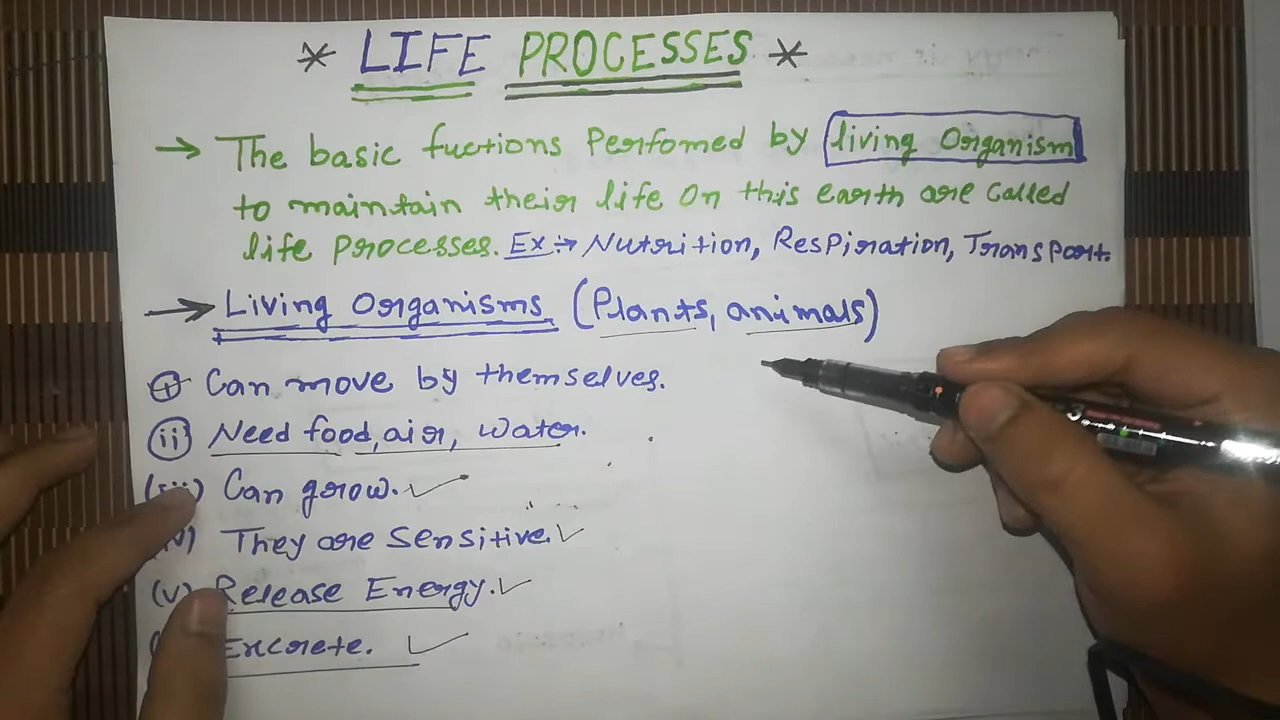 * LIFE PROCESSES *
→ The basic fuctions Perfomed by living Organism
to maintain their life On this earth are Called
life Processes. Ex:→ Nutrition, Respiration, Transport.
→ Living Organisms (Plants, animals)
(i) Can move by themselves.
(ii) Need food, air, water.
(iii) Can grow.
(iv) They are Sensitive
(v) Release Energy.
Excrete.